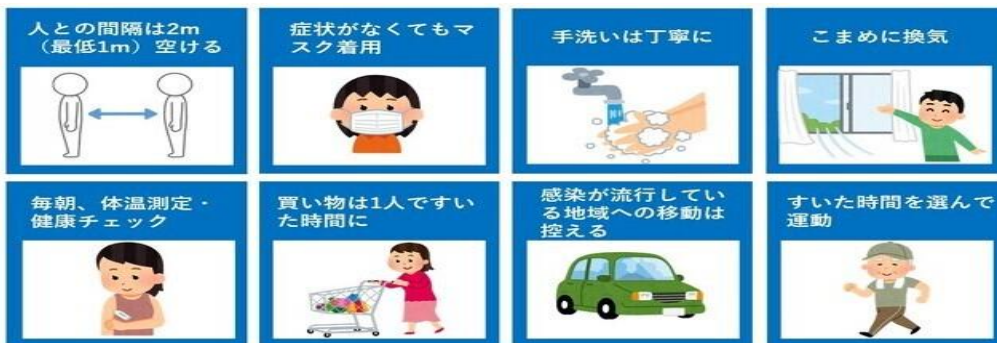 人との間隔は2m
（最低1m）空ける
症状がなくてもマ
スク着用
手洗いは丁寧に
こまめに換気
毎朝、体温測定・
健康チェック
買い物は1人ですい
た時間に
感染が流行してい
る地域への移動は
控える
すいた時間を選んで
運動